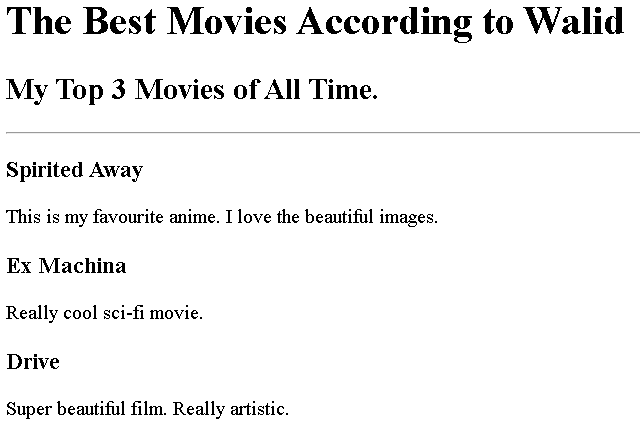 The Best Movies According to Walid
My Top 3 Movies of All Time.
Spirited Away
This is my favourite anime. I love the beautiful images.
Ex Machina
Really cool sci-fi movie.
Drive
Super beautiful film. Really artistic.